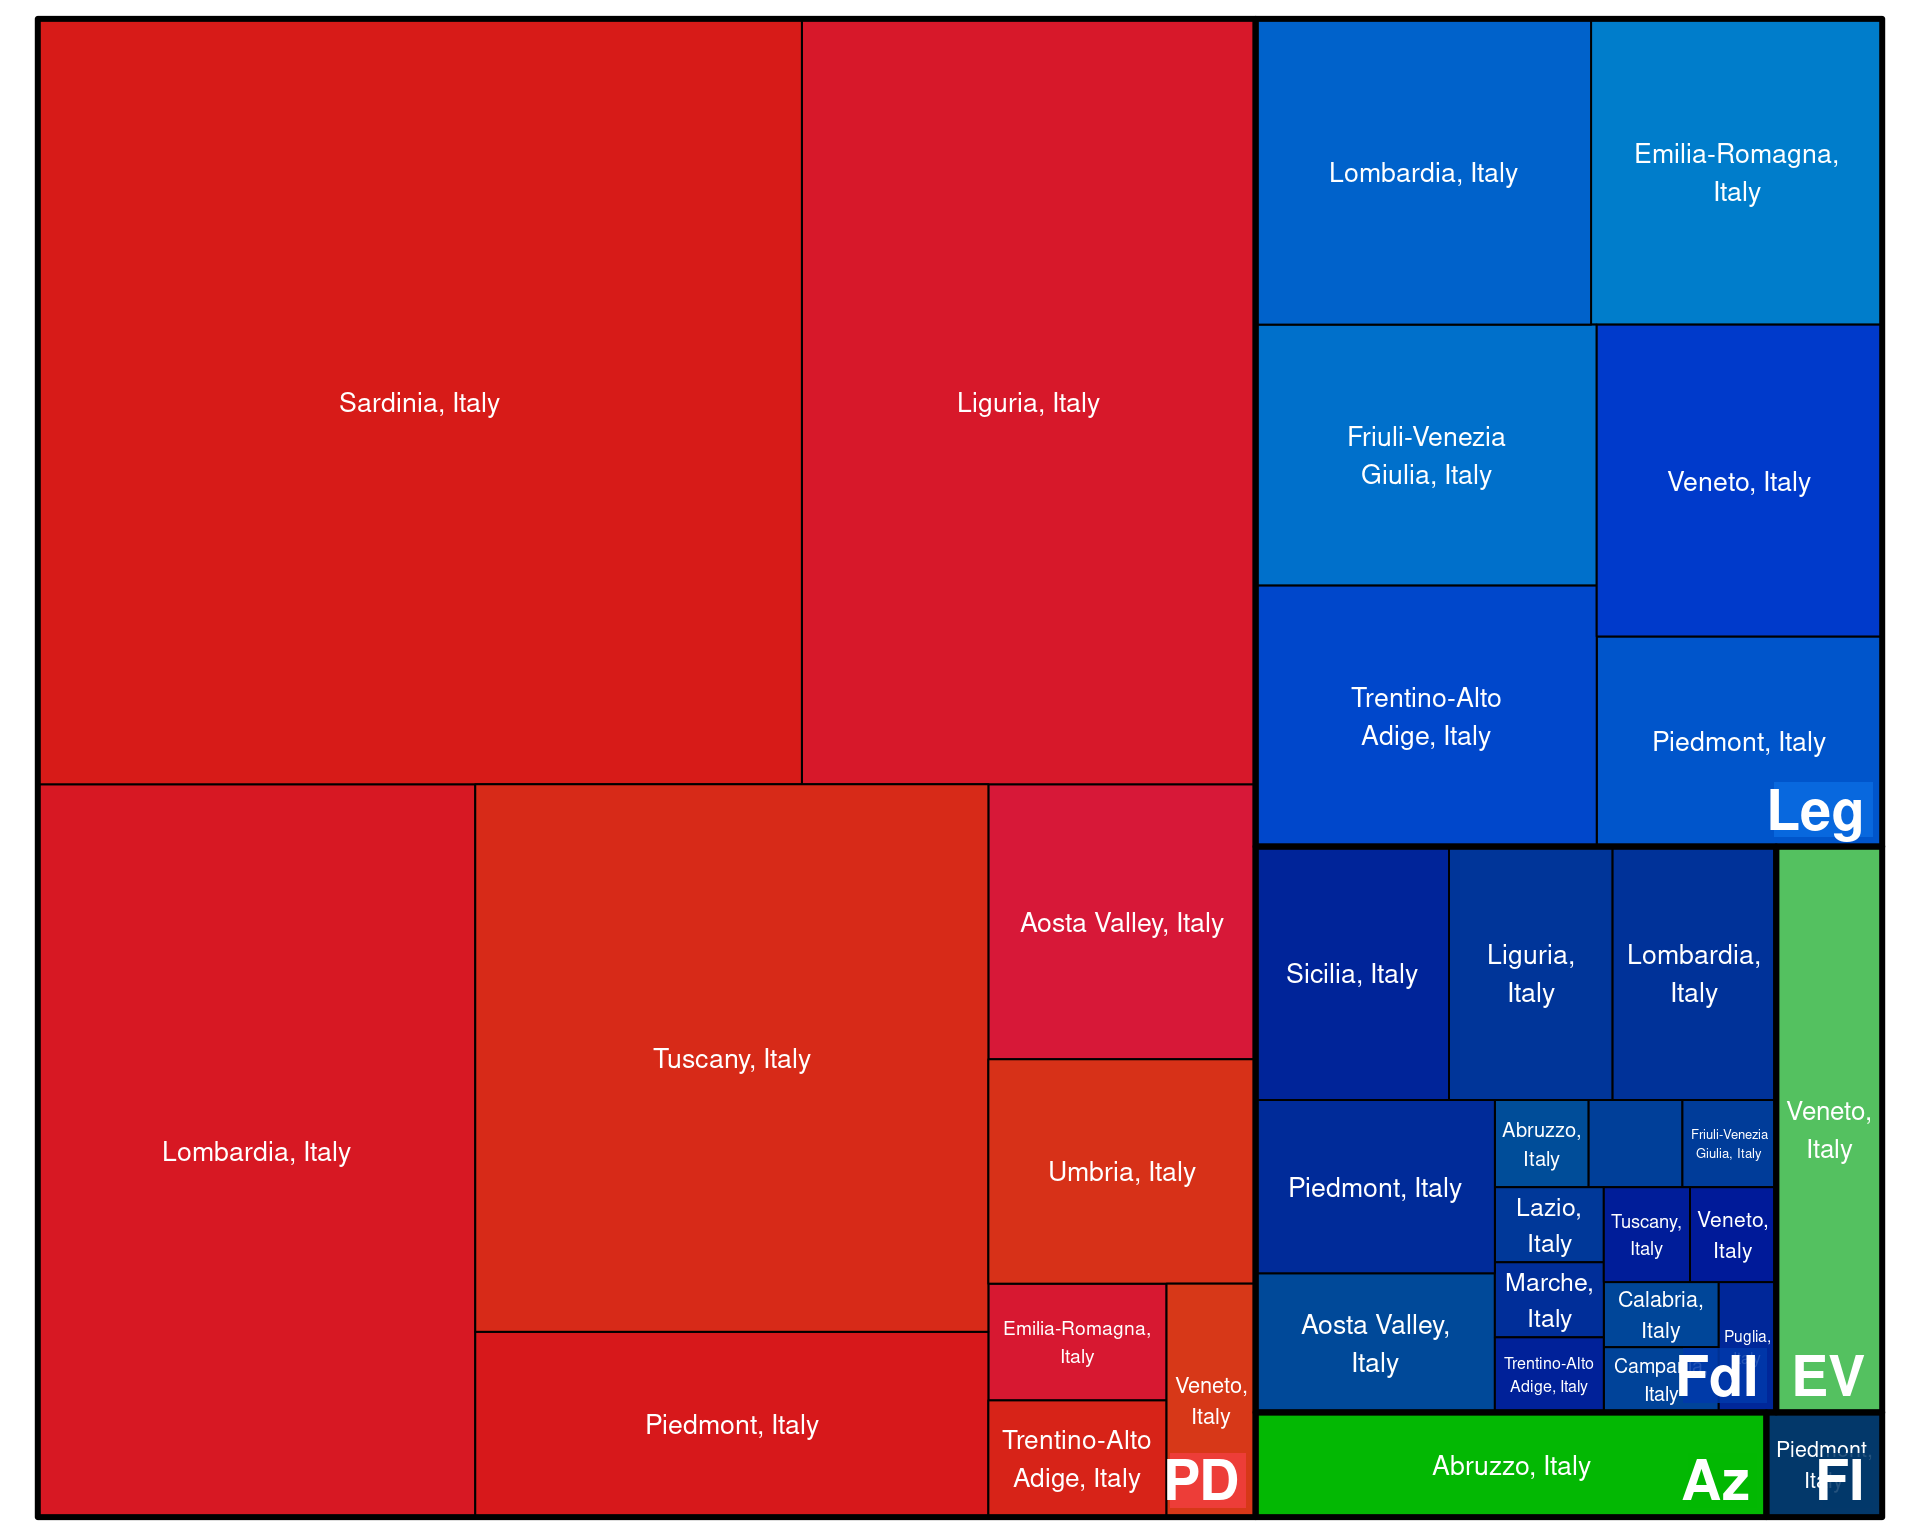 Sardinia, Italy
Liguria, Italy
Lombardia, Italy
Tuscany, Italy
Piedmont, Italy
Aosta Valley, Italy
Umbria, Italy
Emilia-Romagna,
Italy
Trentino-Alto
Adige, Italy
Veneto,
Italy
PD
Lombardia, Italy
Emilia-Romagna,
Italy
Friuli-Venezia
Giulia, Italy
Veneto, Italy
Trentino-Alto
Adige, Italy
Piedmont, Italy
Leg
Sicilia, Italy
Liguria,
Italy
Lombardia,
Italy
Piedmont, Italy
Aosta Valley,
Italy
Abruzzo,
Italy
Friuli-Venezia
Giulia, Italy
Lazio,
Italy
Tuscany,
Italy
Veneto,
Italy
Marche,
Italy
Calabria,
Italy
Trentino-Alto
Adige, Italy
Campania,
Italy
Puglia,
FdI
Veneto,
Italy
EV
Abruzzo, Italy
Az
Piedmont,
Italy
FI